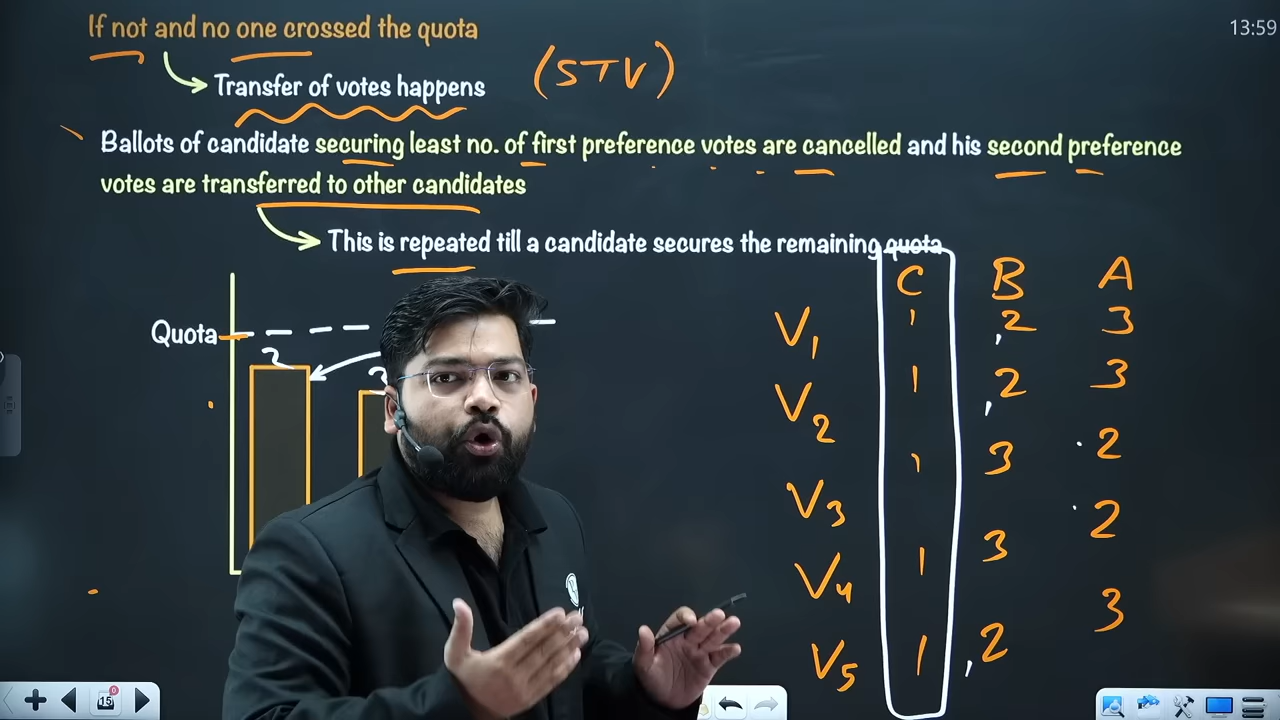 If not and no one crossed the quota
13:59
Transfer of votes happens
(STV)
Ballots of candidate securing least no. of first preference votes are cancelled and his second preference
votes are transferred to other candidates
This is repeated till a candidate secures the remaining quota
C B A
Quota
V1 1 2 3
2
V2 1 2 3
V3 1 3 2
V4 1 3 2
V5 1 2 3
15
0